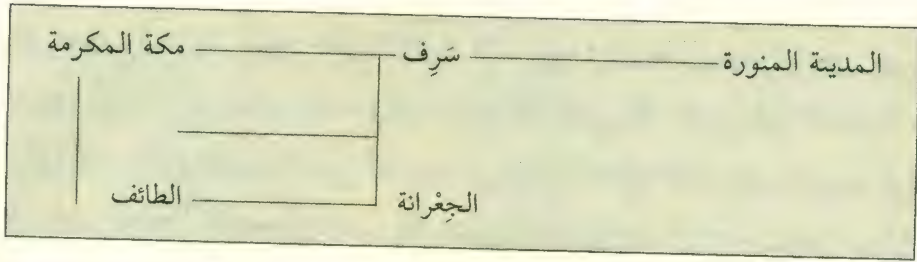 المدينة المنورة سَرِف مكة المكرمة
الجِعْرانة الطائف